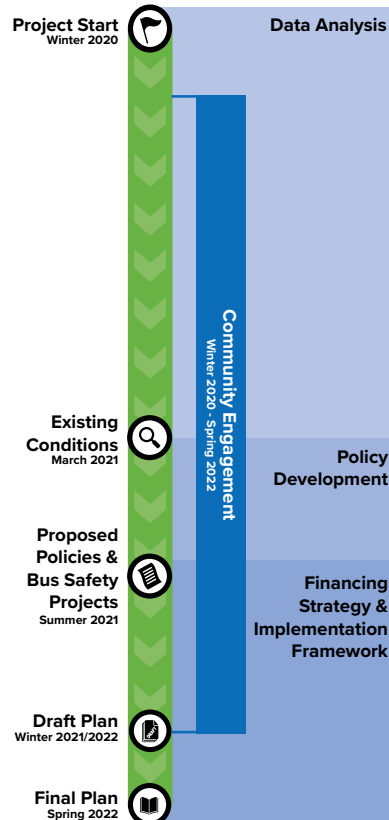 Project Start
Winter 2020
Data Analysis
Community Engagement
Winter 2020 - Spring 2022
Existing
Conditions
March 2021
Policy
Development
Proposed
Policies &
Bus Safety
Projects
Summer 2021
Financing
Strategy &
Implementation
Framework
Draft Plan
Winter 2021/2022
Final Plan
Spring 2022